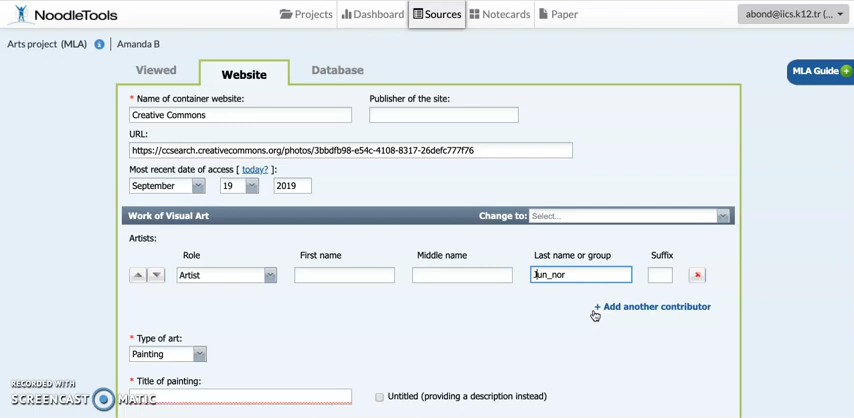 NoodleTools
Projects
Dashboard
Sources
Notecards
Paper
abond@iics.k12.tr (...
Arts project (MLA) i Amanda B
MLA Guide +
Viewed
Website
Database
* Name of container website:
Publisher of the site:
Creative Commons
URL:
https://ccsearch.creativecommons.org/photos/3bbdfb98-e54c-4108-8317-26defc777f76
Most recent date of access [ today? ]:
September 19 2019
Work of Visual Art
Change to: Select...
Artists:
Role First name Middle name Last name or group Suffix
Artist Jun_nor
+ Add another contributor
* Type of art:
Painting
* Title of painting:
Untitled (providing a description instead)
RECORDED WITH
SCREENCAST MATIC